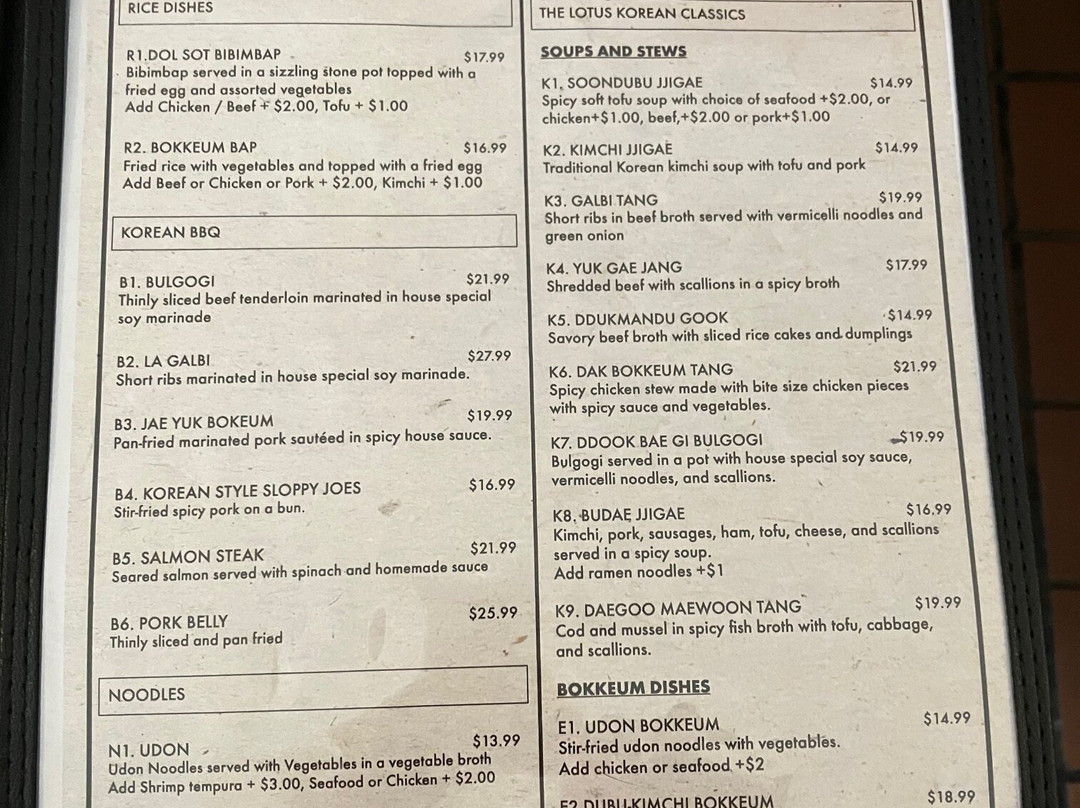 RICE DISHES
R1.DOL SOT BIBIMBAP $17.99
Bibimbap served in a sizzling stone pot topped with a
fried egg and assorted vegetables
Add Chicken / Beef + $2.00, Tofu + $1.00
R2. BOKKEUM BAP $16.99
Fried rice with vegetables and topped with a fried egg
Add Beef or Chicken or Pork + $2.00, Kimchi + $1.00
KOREAN BBQ
B1. BULGOGI $21.99
Thinly sliced beef tenderloin marinated in house special
soy marinade
B2. LA GALBI $27.99
Short ribs marinated in house special soy marinade.
B3. JAE YUK BOKEUM $19.99
Pan-fried marinated pork sautéed in spicy house sauce.
B4. KOREAN STYLE SLOPPY JOES $16.99
Stir-fried spicy pork on a bun.
B5. SALMON STEAK $21.99
Seared salmon served with spinach and homemade sauce
B6. PORK BELLY $25.99
Thinly sliced and pan fried
NOODLES
N1. UDON $13.99
Udon Noodles served with Vegetables in a vegetable broth
Add Shrimp tempura + $3.00, Seafood or Chicken + $2.00
THE LOTUS KOREAN CLASSICS
SOUPS AND STEWS
K1. SOONDUBU JJIGAE $14.99
Spicy soft tofu soup with choice of seafood +$2.00, or
chicken+$1.00, beef,+$2.00 or pork+$1.00
K2. KIMCHI JJIGAE $14.99
Traditional Korean kimchi soup with tofu and pork
K3. GALBI TANG $19.99
Short ribs in beef broth served with vermicelli noodles and
green onion
K4. YUK GAE JANG $17.99
Shredded beef with scallions in a spicy broth
K5. DDUKMANDU GOOK $14.99
Savory beef broth with sliced rice cakes and dumplings
K6. DAK BOKKEUM TANG $21.99
Spicy chicken stew made with bite size chicken pieces
with spicy sauce and vegetables.
K7. DDOOK BAE GI BULGOGI $19.99
Bulgogi served in a pot with house special soy sauce,
vermicelli noodles, and scallions.
K8. BUDAE JJIGAE $16.99
Kimchi, pork, sausages, ham, tofu, cheese, and scallions
served in a spicy soup.
Add ramen noodles +$1
K9. DAEGOO MAEWOON TANG $19.99
Cod and mussel in spicy fish broth with tofu, cabbage,
and scallions.
BOKKEUM DISHES
E1. UDON BOKKEUM $14.99
Stir-fried udon noodles with vegetables.
Add chicken or seafood +$2
E2 DUBU-KIMCHI BOKKEUM $18.99